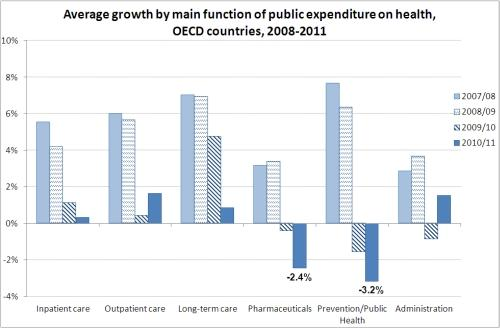 Average growth by main function of public expenditure on health,
OECD countries, 2008-2011
10%
8%
6%
4%
2%
0%
-2%
-4%
2007/08
2008/09
2009/10
2010/11
-2.4%
-3.2%
Inpatient care
Outpatient care
Long-term care
Pharmaceuticals
Prevention/Public
Health
Administration